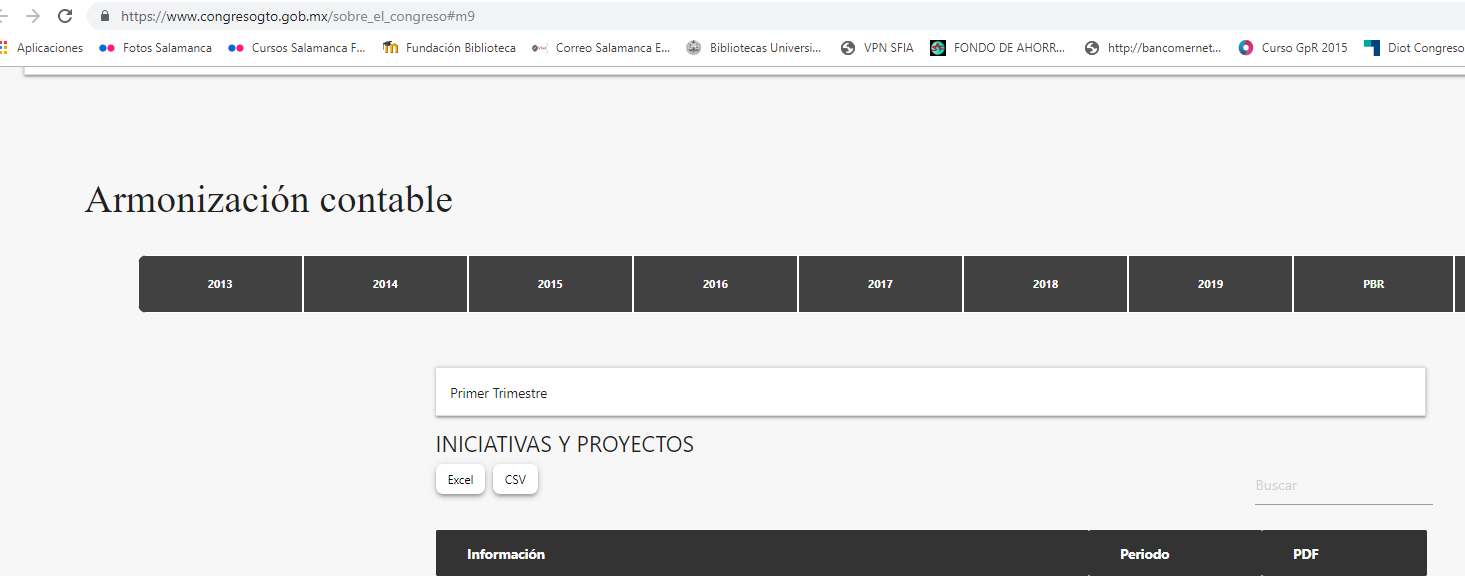 https://www.congresogto.gob.mx/sobre_el_congreso#m9
Aplicaciones Fotos Salamanca Cursos Salamanca F... Fundación Biblioteca Correo Salamanca E... Bibliotecas Universi... VPN SFIA FONDO DE AHORR... http://bancomernet... Curso GpR 2015 Diot Congreso
Armonización contable
2013 2014 2015 2016 2017 2018 2019 PBR
Primer Trimestre
INICIATIVAS Y PROYECTOS
Excel CSV
Buscar
Información Periodo PDF